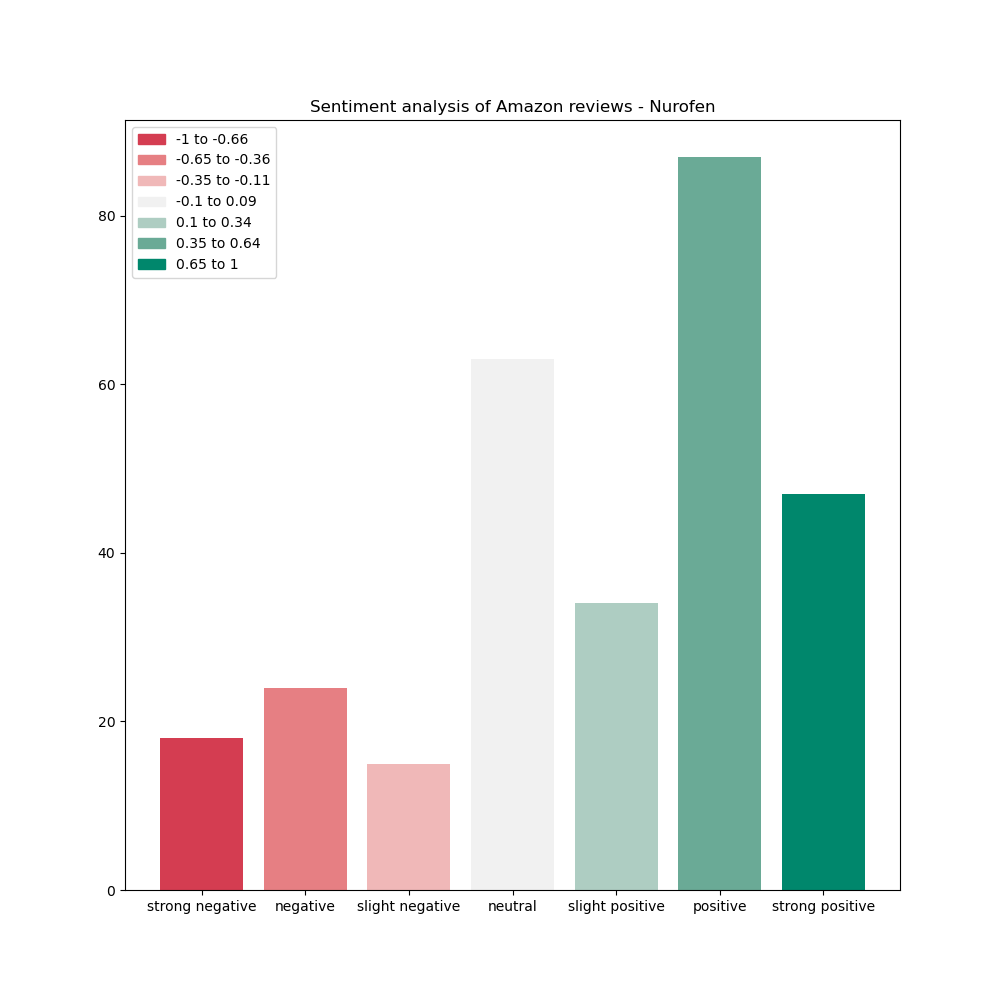 Sentiment analysis of Amazon reviews - Nurofen
-1 to -0.66
-0.65 to -0.36
-0.35 to -0.11
-0.1 to 0.09
0.1 to 0.34
0.35 to 0.64
0.65 to 1
80
60
40
20
0
strong negative negative slight negative neutral slight positive positive strong positive